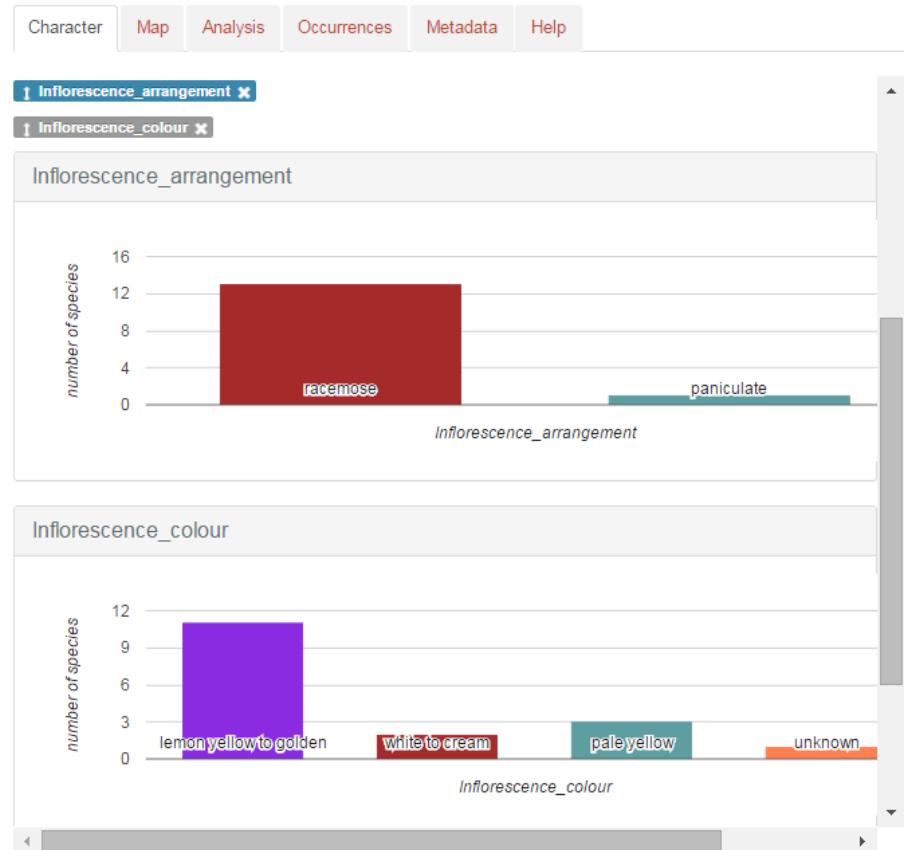 Character Map Analysis Occurrences Metadata Help
Inflorescence_arrangement
Inflorescence_colour
Inflorescence_arrangement
number of species
16
12
8
4
0
racemose paniculate
Inflorescence_arrangement
Inflorescence_colour
number of species
12
9
6
3
0
lemon yellow to golden white to cream pale yellow unknown
Inflorescence_colour